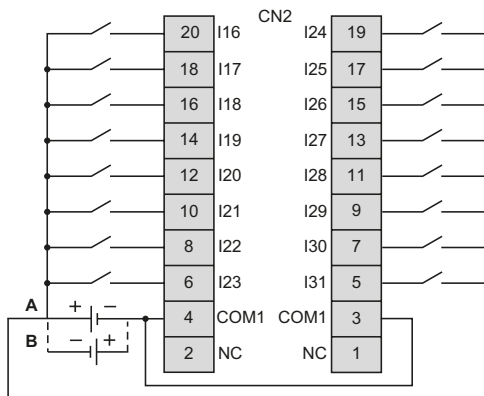 CN2
20 I16 I24 19
18 I17 I25 17
16 I18 I26 15
14 I19 I27 13
12 I20 I28 11
10 I21 I29 9
8 I22 I30 7
6 I23 I31 5
A + −
4 COM1 COM1 3
B − +
2 NC NC 1